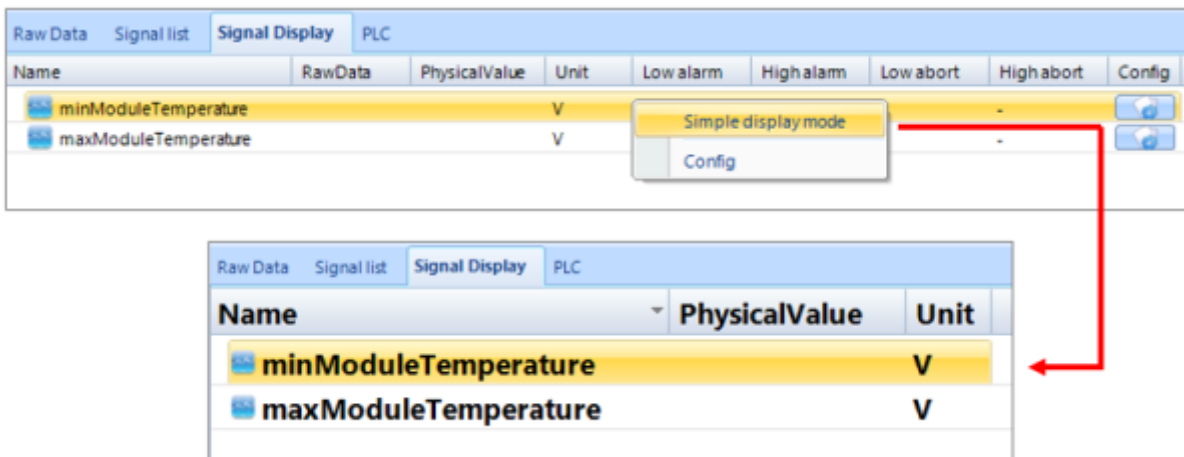 Raw Data Signal list Signal Display PLC
Name RawData PhysicalValue Unit Low alarm High alarm Low abort High abort Config
minModuleTemperature V -
Simple display mode
maxModuleTemperature V -
Config
Raw Data Signal list Signal Display PLC
Name PhysicalValue Unit
minModuleTemperature V
maxModuleTemperature V